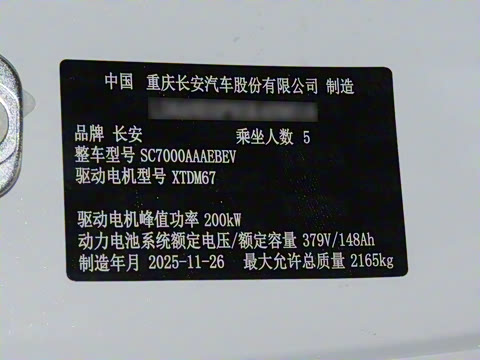 中国 重庆长安汽车股份有限公司 制造
品牌 长安 乘坐人数 5
整车型号 SC7000AAAEBEV
驱动电机型号 XTDM67
驱动电机峰值功率 200kW
动力电池系统额定电压/额定容量 379V/148Ah
制造年月 2025-11-26 最大允许总质量 2165kg